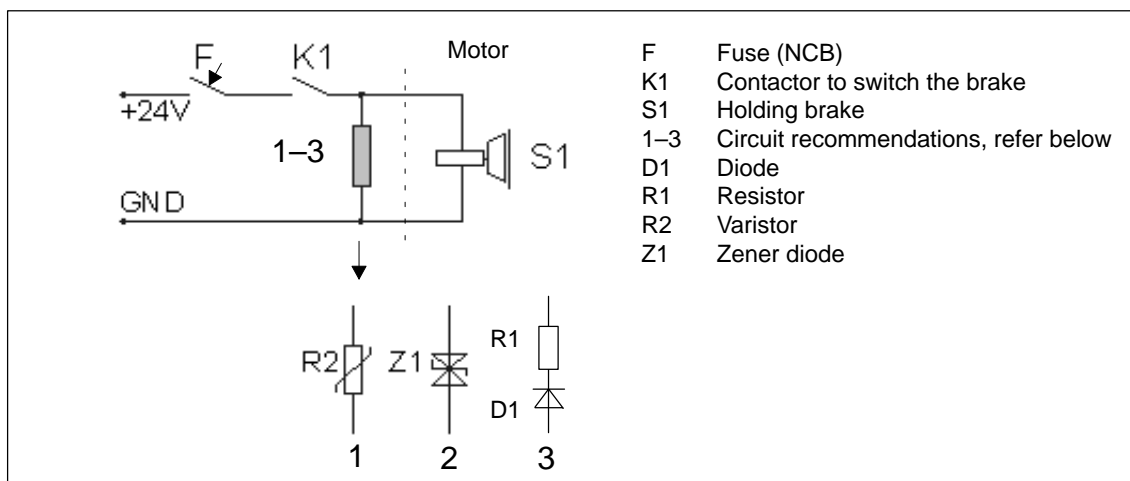 F
K1
Motor
+24V
1–3
S1
GND
R2
Z1
R1
D1
1
2
3
F Fuse (NCB)
K1 Contactor to switch the brake
S1 Holding brake
1–3 Circuit recommendations, refer below
D1 Diode
R1 Resistor
R2 Varistor
Z1 Zener diode